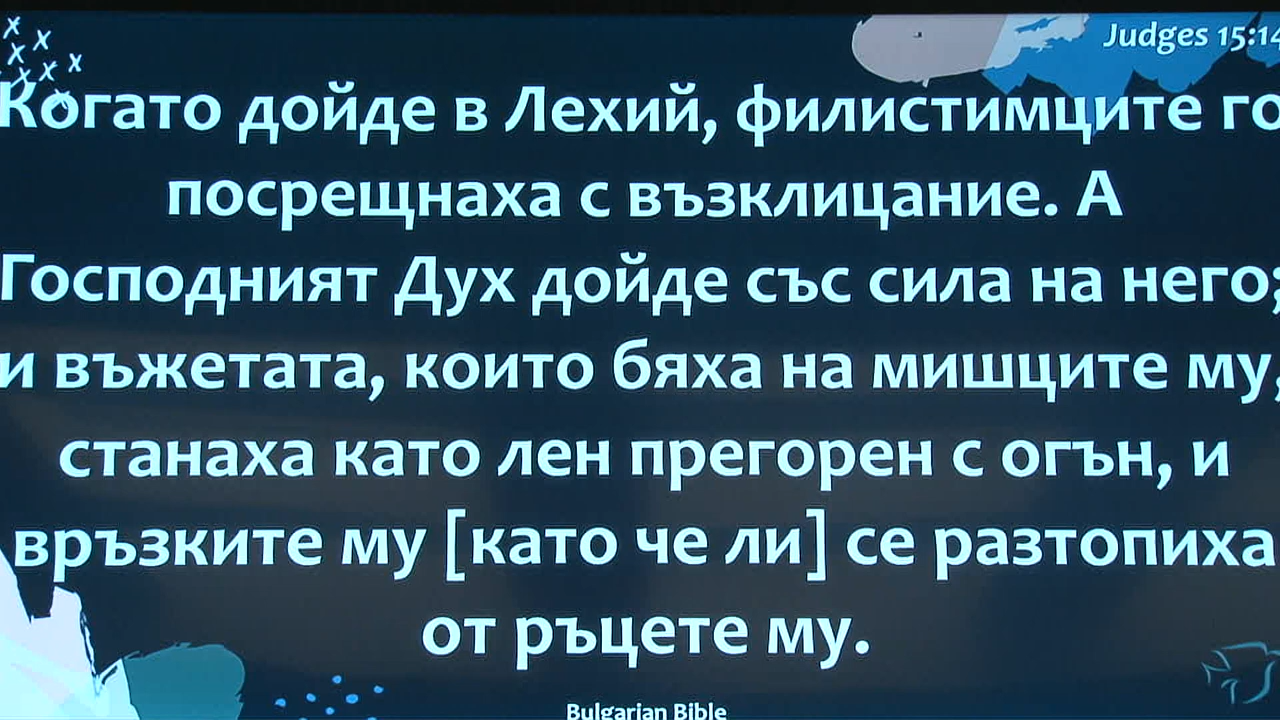 Judges 15:14
Когато дойде в Лехий, филистимците го
посрещнаха с възклицание. А
Господният Дух дойде със сила на него;
и въжетата, които бяха на мишците му,
станаха като лен прегорен с огън, и
връзките му [като че ли] се разтопиха
от ръцете му.
Bulgarian Bible